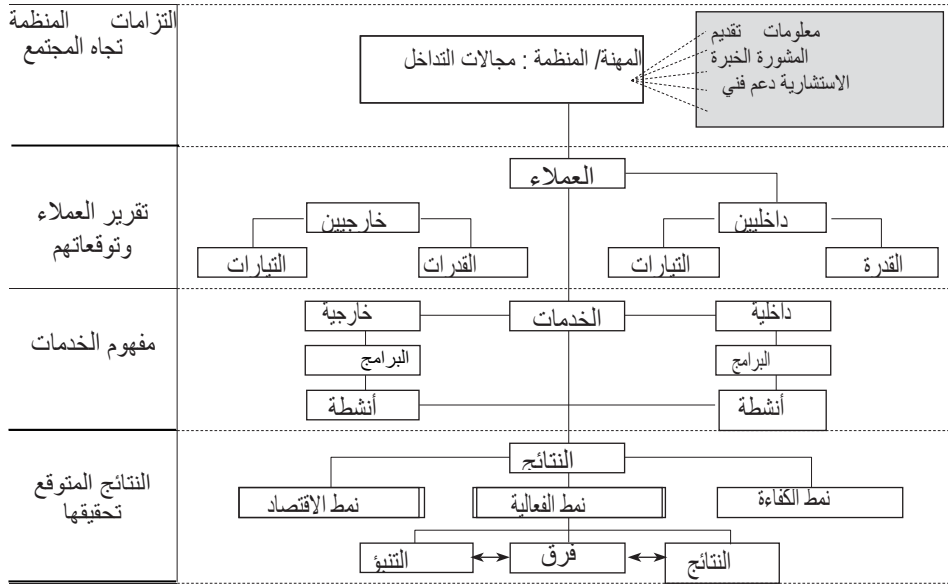 التزامات المنظمة
تجاه المجتمع
المهنة/ المنظمة : مجالات التداخل
معلومات تقديم
المشورة الخبرة
الاستشارية دعم فني
تقرير العملاء
وتوقعاتهم
العملاء
داخليين
خارجيين
القدرة
التيارات
القدرات
التيارات
مفهوم الخدمات
داخلية
الخدمات
خارجية
البرامج
البرامج
أنشطة
أنشطة
النتائج المتوقع
تحقيقها
النتائج
نمط الكفاءة
نمط الفعالية
نمط الاقتصاد
النتائج
فرق
التنبؤ